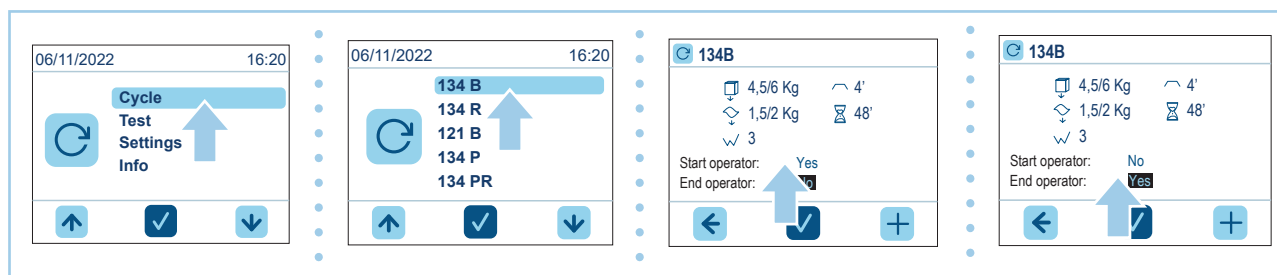 06/11/2022 16:20
Cycle
Test
Settings
Info
06/11/2022 16:20
134 B
134 R
121 B
134 P
134 PR
134B
4,5/6 Kg 4’
1,5/2 Kg 48’
3
Start operator: Yes
End operator:
134B
4,5/6 Kg 4’
1,5/2 Kg 48’
3
Start operator: No
End operator: Yes